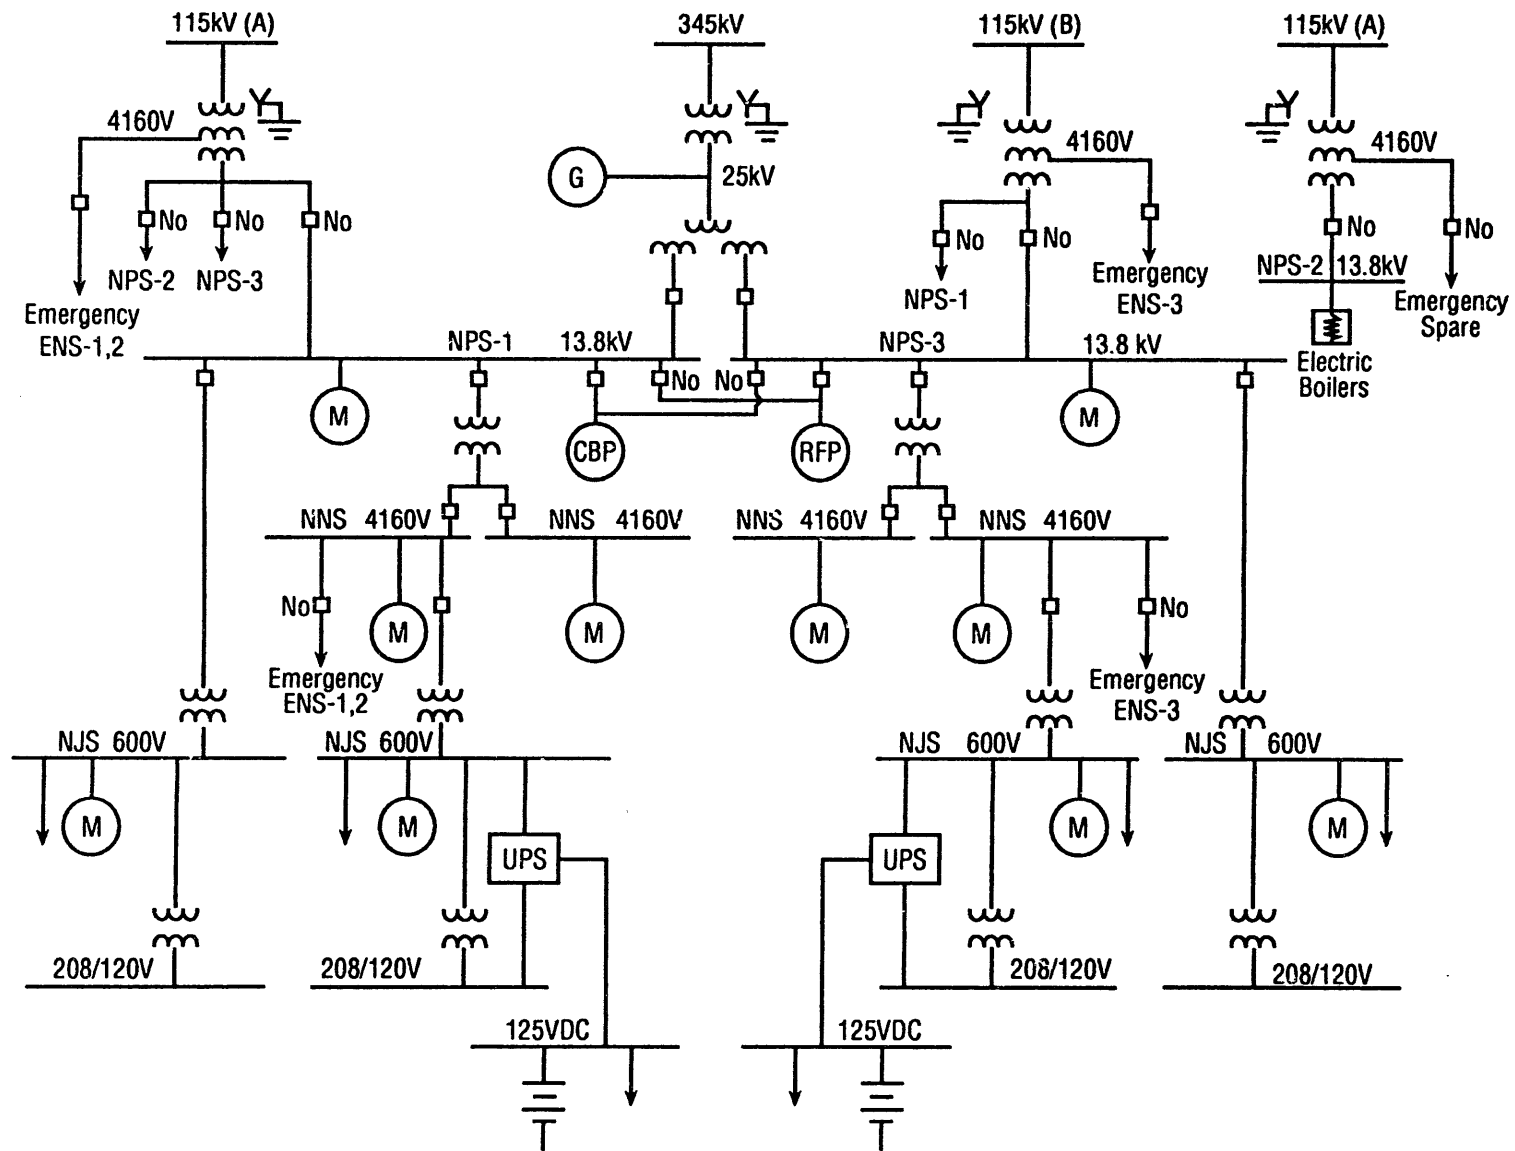 115kV (A)
345kV
115kV (B)
115kV (A)
4160V
4160V
4160V
G
25kV
No
No
No
No
No
No
No
NPS-2
NPS-3
NPS-1
Emergency
ENS-3
NPS-2
13.8kV
Emergency
ENS-1,2
Emergency
Spare
NPS-1
13.8kV
NPS-3
13.8 kV
Electric
Boilers
No
No
M
CBP
RFP
M
NNS 4160V
NNS 4160V
NNS 4160V
NNS 4160V
No
M
M
M
M
No
Emergency
ENS-1,2
Emergency
ENS-3
NJS 600V
NJS 600V
NJS 600V
NJS 600V
M
M
M
M
UPS
UPS
208/120V
208/120V
208/120V
208/120V
125VDC
125VDC